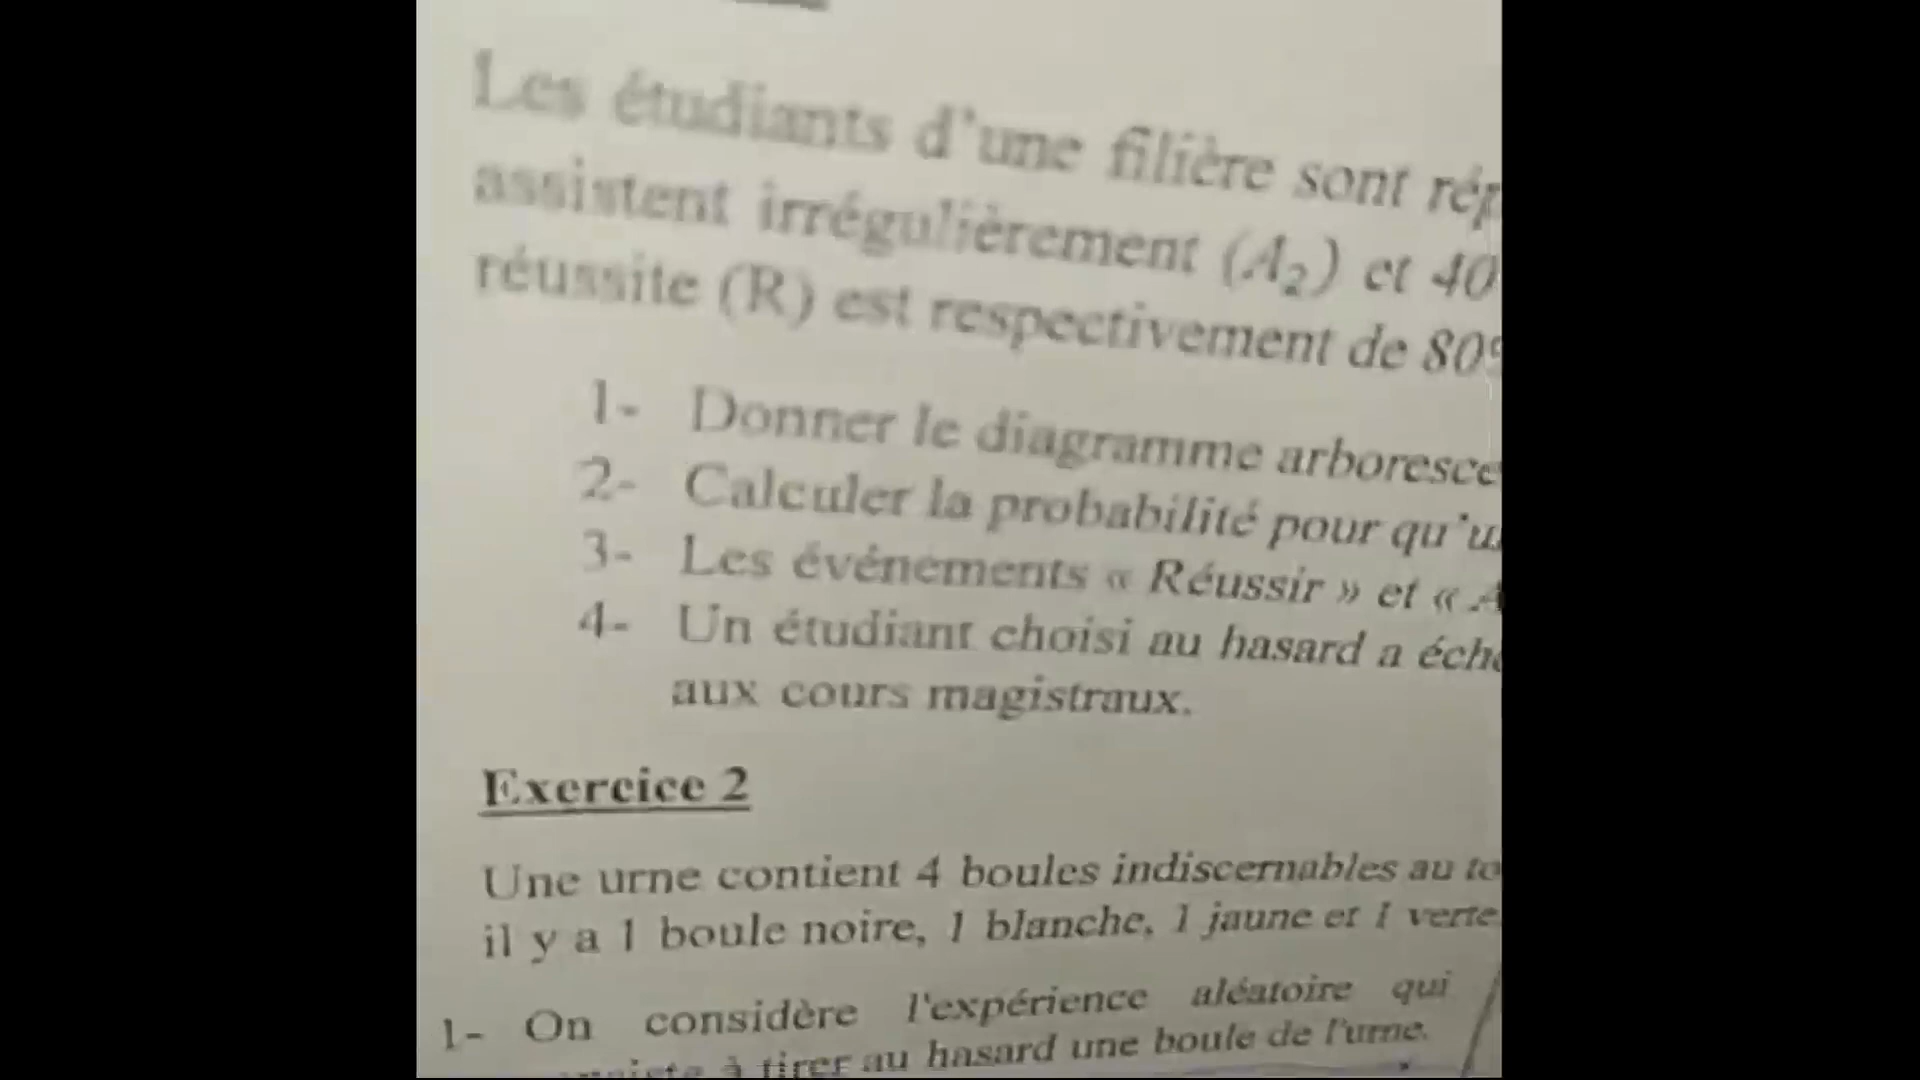 Les étudiants d'une filière sont rép
assistent irrégulièrement (A₂) et 40
réussite (R) est respectivement de 80%
1- Donner le diagramme arboresce
2- Calculer la probabilité pour qu'u
3- Les événements « Réussir » et « A
4- Un étudiant choisi au hasard a écho
aux cours magistraux.
Exercice 2
Une urne contient 4 boules indiscernables au to
il y a 1 boule noire, 1 blanche, 1 jaune et 1 verte
1- On considère l'expérience aléatoire qui
à tirer au hasard une boule de l'urne.